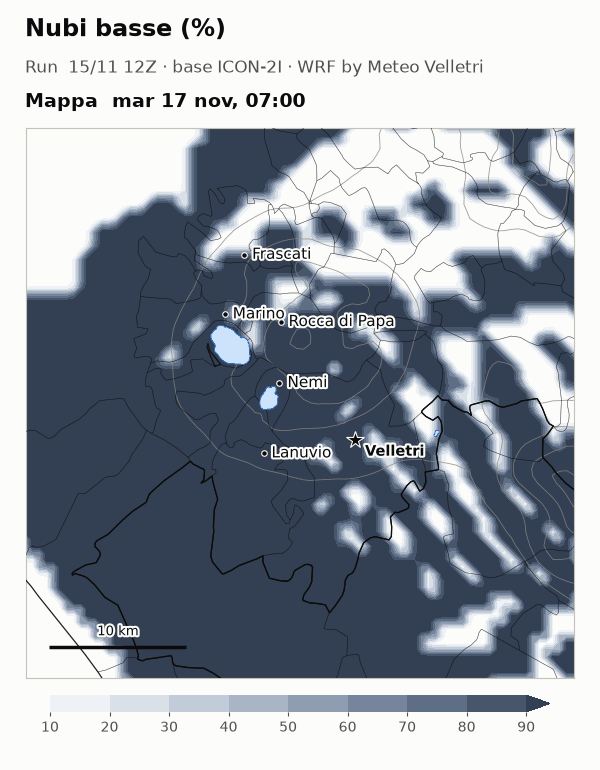 Nubi basse (%)
Run  15/11 12Z · base ICON-2I · WRF by Meteo Velletri
Mappa  mar 17 nov, 07:00
Frascati
Marino
Rocca di Papa
Nemi
Velletri
Lanuvio
10 km
10 20 30 40 50 60 70 80 90